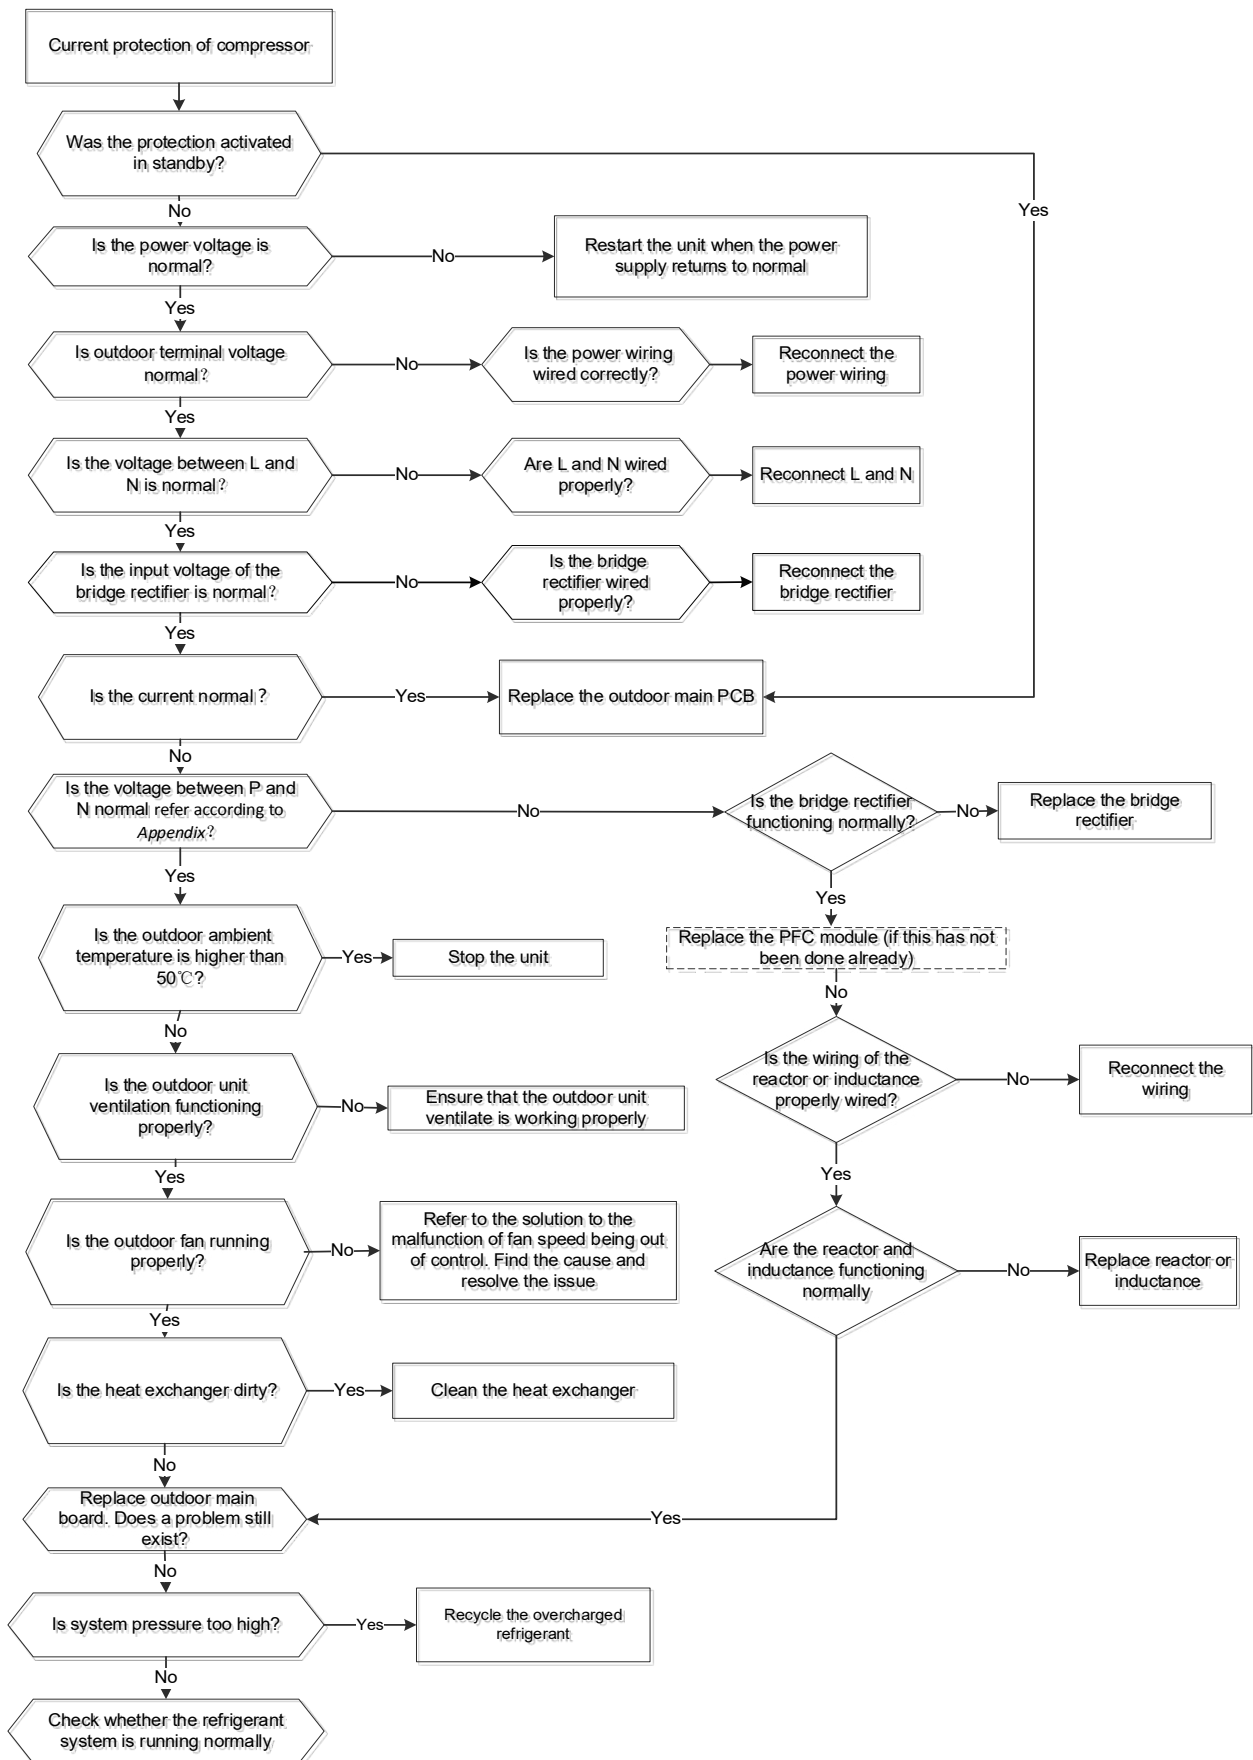 Current protection of compressor
Was the protection activated
in standby?
Yes
No
Is the power voltage is
normal?
No
Restart the unit when the power
supply returns to normal
Yes
Is outdoor terminal voltage
normal?
No
Is the power wiring
wired correctly?
Reconnect the
power wiring
Yes
Is the voltage between L and
N is normal?
No
Are L and N wired
properly?
Reconnect L and N
Yes
Is the input voltage of the
bridge rectifier is normal?
No
Is the bridge
rectifier wired
properly?
Reconnect the
bridge rectifier
Yes
Is the current normal?
Yes
Replace the outdoor main PCB
No
Is the voltage between P and
N normal refer according to
Appendix?
No
Is the bridge rectifier
functioning normally?
No
Replace the bridge
rectifier
Yes
Yes
Replace the PFC module (if this has not
been done already)
Is the outdoor ambient
temperature is higher than
50℃?
Yes
Stop the unit
No
No
Is the wiring of the
reactor or inductance
properly wired?
No
Reconnect the
wiring
Is the outdoor unit
ventilation functioning
properly?
No
Ensure that the outdoor unit
ventilate is working properly
Yes
Yes
Is the outdoor fan running
properly?
No
Refer to the solution to the
malfunction of fan speed being out
of control. Find the cause and
resolve the issue
Are the reactor and
inductance functioning
normally
No
Replace reactor or
inductance
Yes
Is the heat exchanger dirty?
Yes
Clean the heat exchanger
No
Replace outdoor main
board. Does a problem still
exist?
Yes
No
Is system pressure too high?
Yes
Recycle the overcharged
refrigerant
No
Check whether the refrigerant
system is running normally